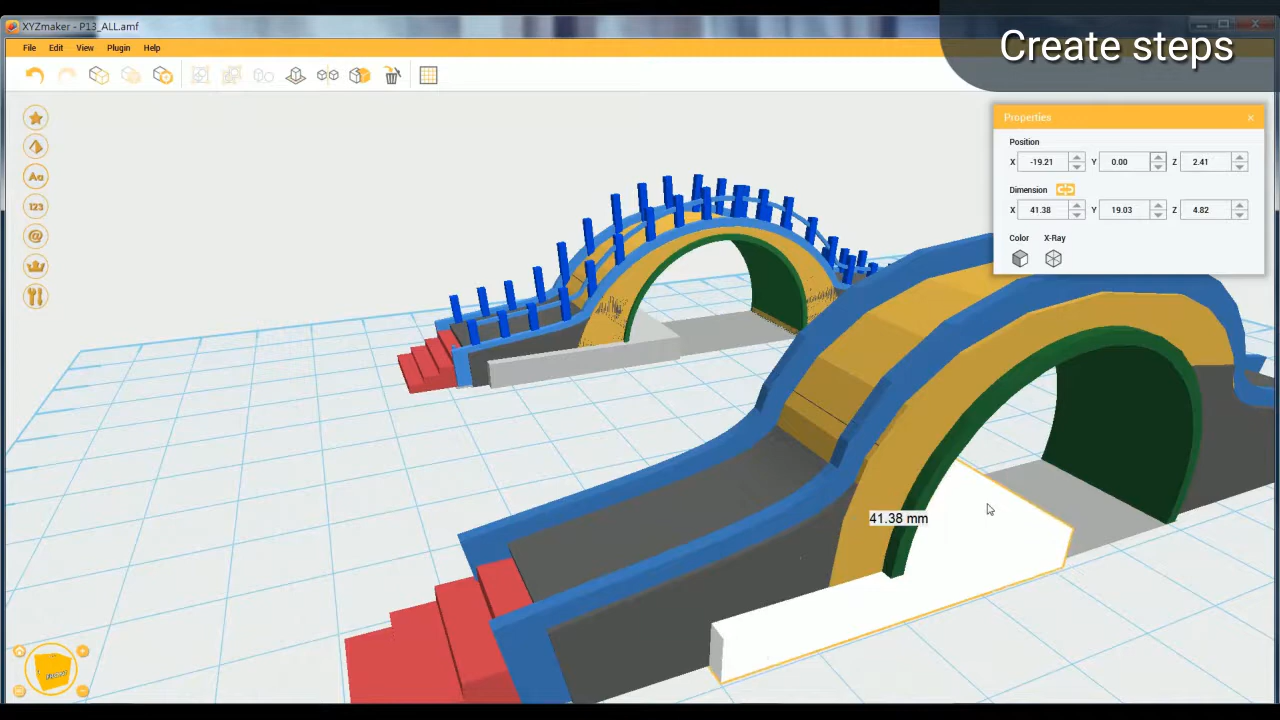 XYZmaker - P13_ALL.amf
Create steps
File Edit View Plugin Help
Properties
Position
X -19.21 Y 0.00 Z 2.41
Dimension
X 41.38 Y 19.03 Z 4.82
Color X-Ray
Aa
123
@
41.38 mm